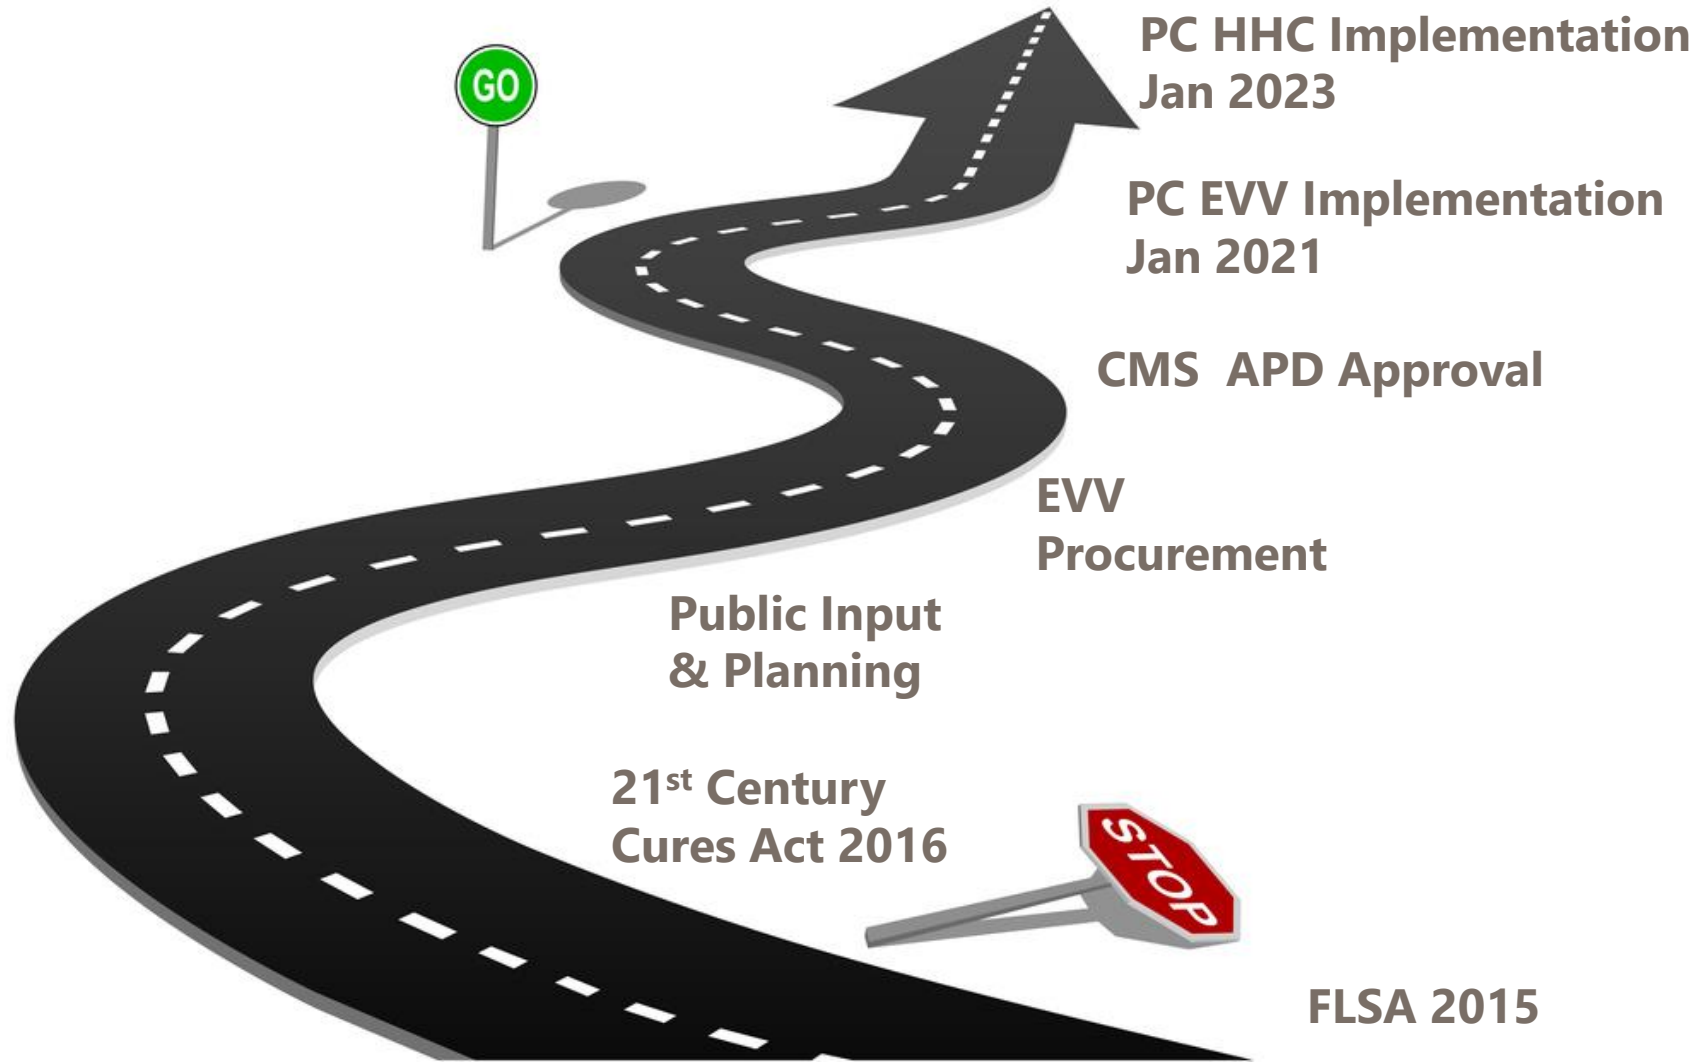 PC HHC Implementation
Jan 2023
GO
PC EVV Implementation
Jan 2021
CMS APD Approval
EVV
Procurement
Public Input
& Planning
21st Century
Cures Act 2016
STOP
FLSA 2015